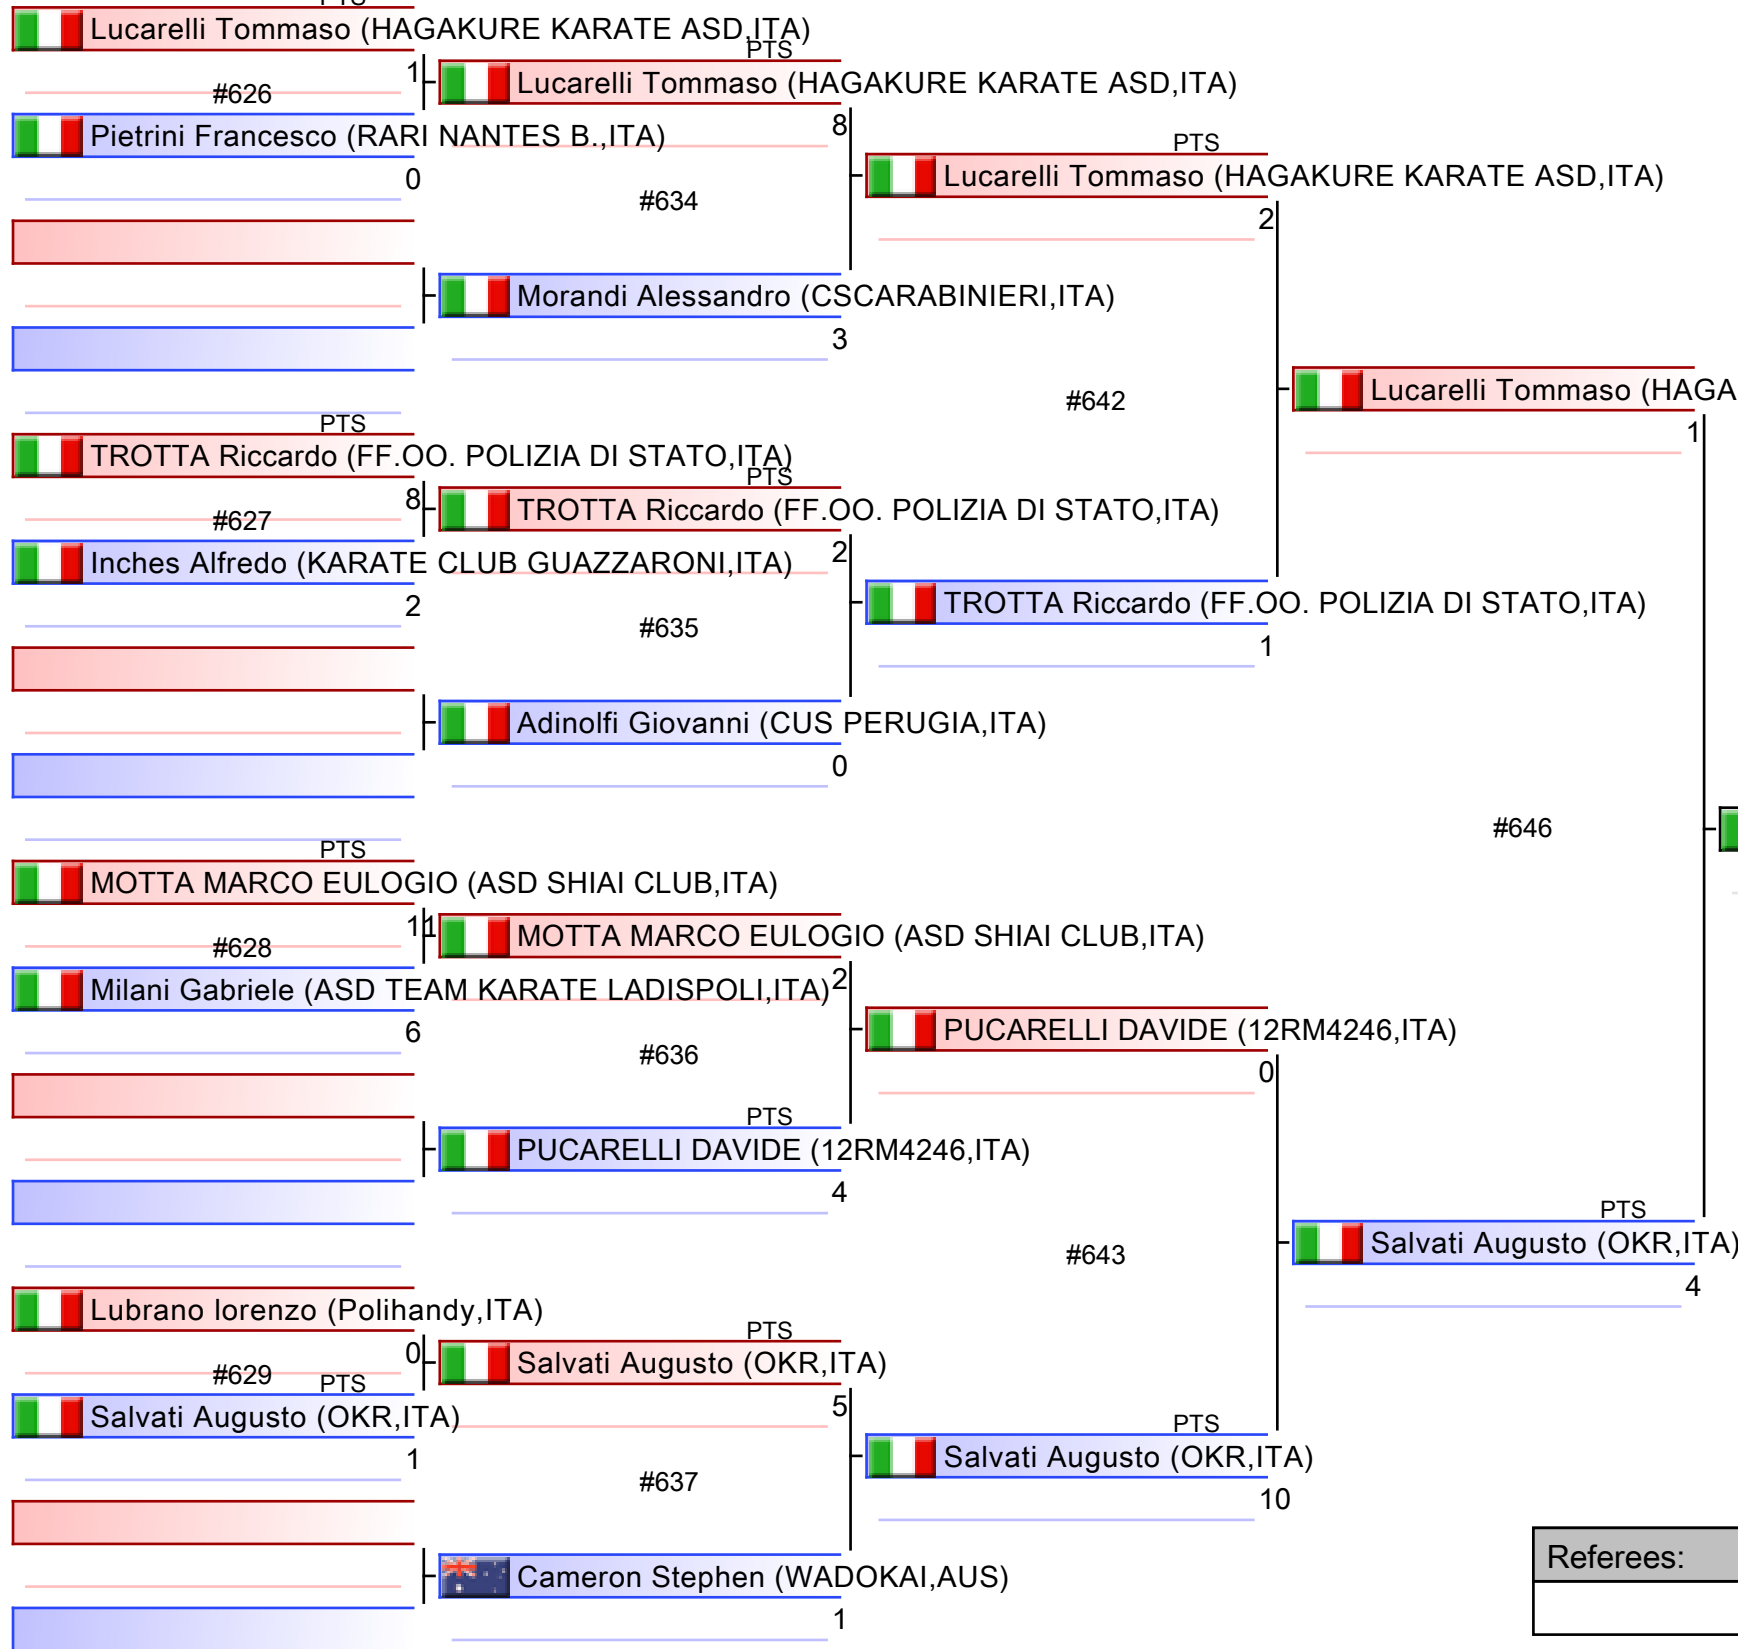 PTS
Lucarelli Tommaso (HAGAKURE KARATE ASD,ITA)
1
#626
Pietrini Francesco (RARI NANTES B.,ITA)
0
PTS
TROTTA Riccardo (FF.OO. POLIZIA DI STATO,ITA)
8
#627
Inches Alfredo (KARATE CLUB GUAZZARONI,ITA)
2
PTS
MOTTA MARCO EULOGIO (ASD SHIAI CLUB,ITA)
11
#628
Milani Gabriele (ASD TEAM KARATE LADISPOLI,ITA)
6
Lubrano lorenzo (Polihandy,ITA)
0
#629
PTS
Salvati Augusto (OKR,ITA)
1
PTS
Lucarelli Tommaso (HAGAKURE KARATE ASD,ITA)
8
#634
Morandi Alessandro (CSCARABINIERI,ITA)
3
PTS
TROTTA Riccardo (FF.OO. POLIZIA DI STATO,ITA)
2
#635
Adinolfi Giovanni (CUS PERUGIA,ITA)
0
MOTTA MARCO EULOGIO (ASD SHIAI CLUB,ITA)
2
#636
PTS
PUCARELLI DAVIDE (12RM4246,ITA)
4
PTS
Salvati Augusto (OKR,ITA)
5
#637
Cameron Stephen (WADOKAI,AUS)
1
PTS
Lucarelli Tommaso (HAGAKURE KARATE ASD,ITA)
2
#642
TROTTA Riccardo (FF.OO. POLIZIA DI STATO,ITA)
1
PUCARELLI DAVIDE (12RM4246,ITA)
0
#643
PTS
Salvati Augusto (OKR,ITA)
10
Lucarelli Tommaso (HAGA
1
#646
PTS
Salvati Augusto (OKR,ITA)
4
Referees: